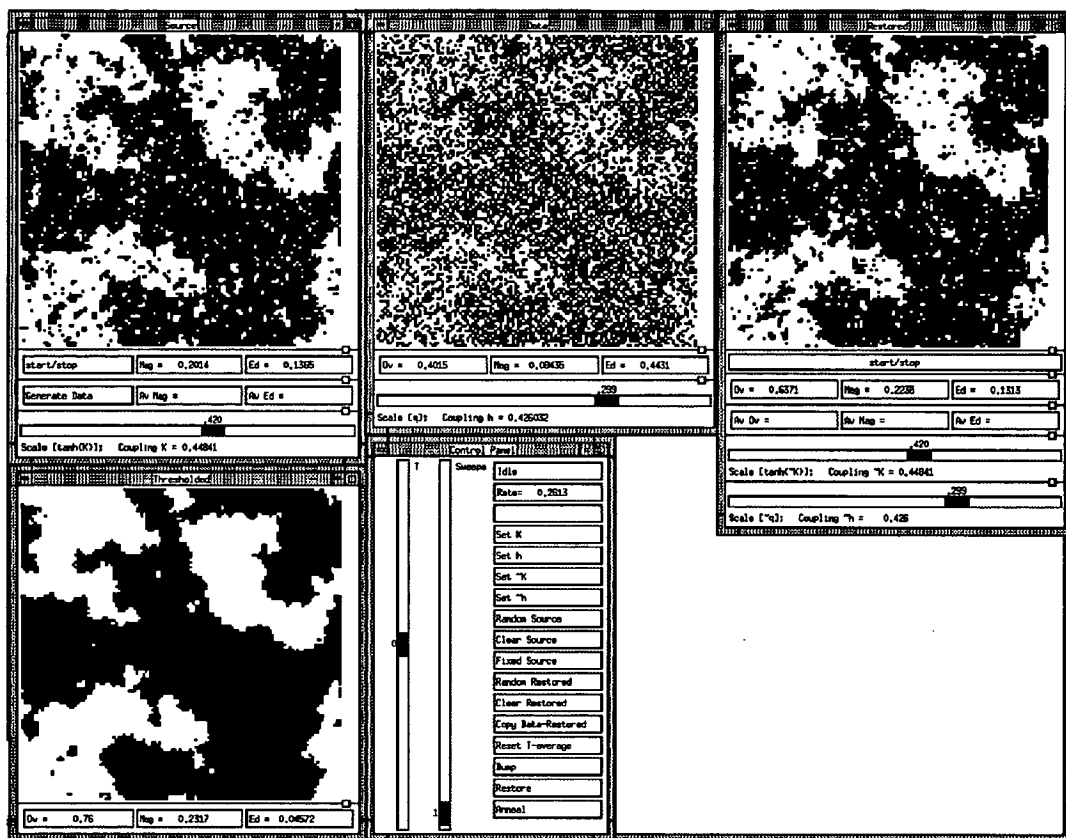 Source
start/stop Mag = 0.2014 Ed = 0.1365
Generate Data Av Mag = Av Ed =
.420
Scale [tanh(K)]; Coupling K = 0.44841
Data
Ov = 0.4015 Mag = 0.08435 Ed = 0.4431
.299
Scale [q]; Coupling h = 0.426032
Restored
start/stop
Ov = 0.6371 Mag = 0.2238 Ed = 0.1313
Av Ov = Av Mag = Av Ed =
.420
Scale [tanh(~K)]; Coupling ~K = 0.44841
.299
Scale [~q]; Coupling ~h = 0.426
Thresholded
Ov = 0.76 Mag = 0.2317 Ed = 0.04572
Control Panel
T Sweeps
0
1
Idle
Rate= 0.2613
Set K
Set h
Set ~K
Set ~h
Random Source
Clear Source
Fixed Source
Random Restored
Clear Restored
Copy Data-Restored
Reset T-average
Bump
Restore
Anneal